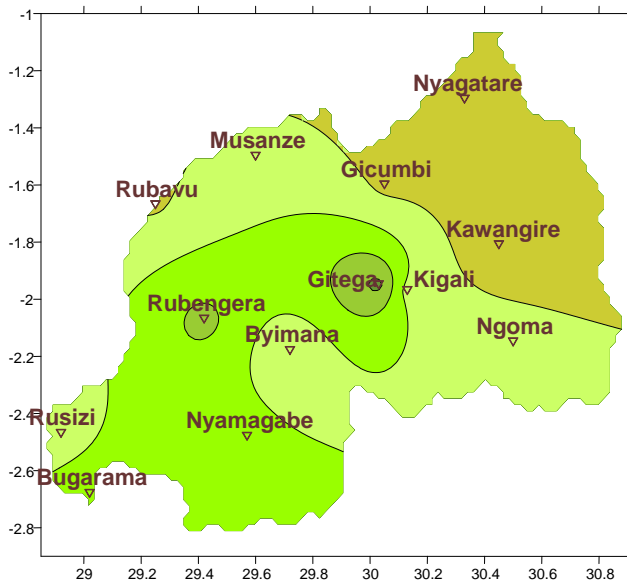 -1
-1.2
-1.4
-1.6
-1.8
-2
-2.2
-2.4
-2.6
-2.8
Nyagatare
Musanze
Gicumbi
Rubavu
Kawangire
Gitega
Kigali
Rubengera
Ngoma
Byimana
Rusizi
Nyamagabe
Bugarama
29 29.2 29.4 29.6 29.8 30 30.2 30.4 30.6 30.8